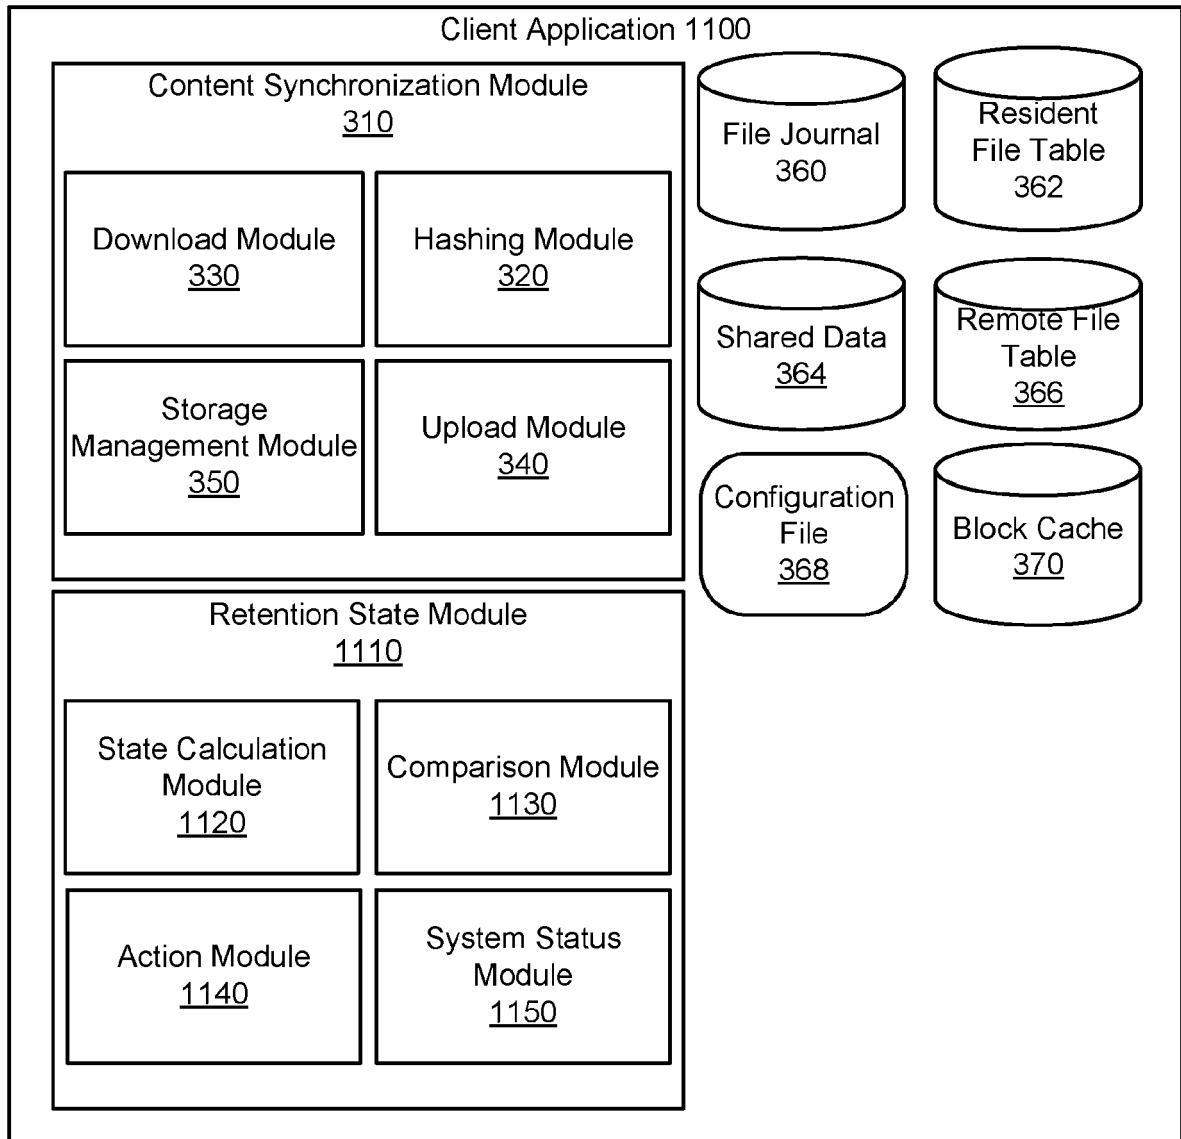 Client Application 1100
Content Synchronization Module
310
Download Module
330
Hashing Module
320
Storage
Management Module
350
Upload Module
340
File Journal
360
Resident
File Table
362
Shared Data
364
Remote File
Table
366
Configuration
File
368
Block Cache
370
Retention State Module
1110
State Calculation
Module
1120
Comparison Module
1130
Action Module
1140
System Status
Module
1150